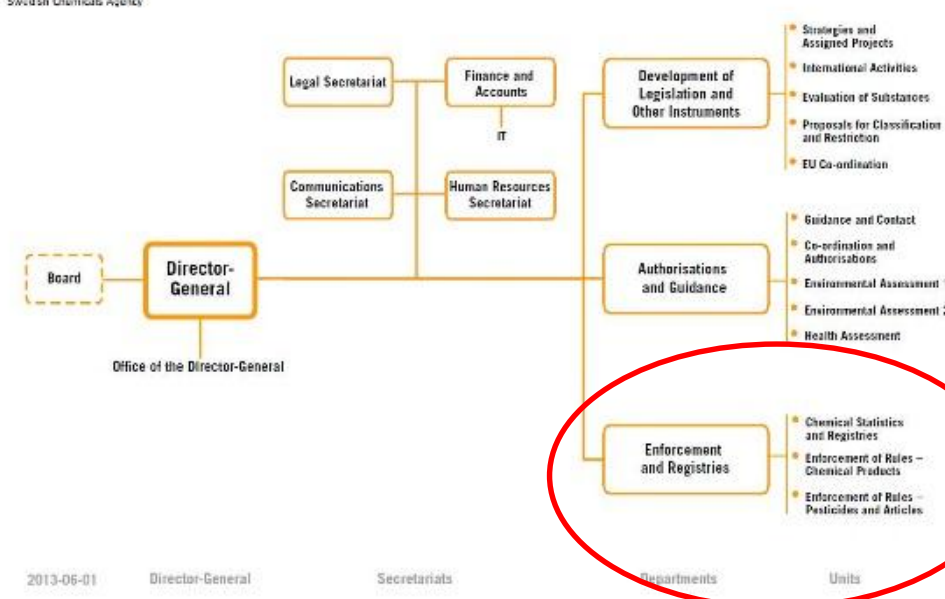 Swedish Chemicals Agency
Legal Secretariat
Finance and
Accounts
IT
Communications
Secretariat
Human Resources
Secretariat
Board
Director-
General
Office of the Director-General
Development of
Legislation and
Other Instruments
Strategies and
Assigned Projects
International Activities
Evaluation of Substances
Proposals for Classification
and Restriction
EU Co-ordination
Authorisations
and Guidance
Guidance and Contact
Co-ordination and
Authorisations
Environmental Assessment 1
Environmental Assessment 2
Health Assessment
Enforcement
and Registries
Chemical Statistics
and Registries
Enforcement of Rules –
Chemical Products
Enforcement of Rules –
Pesticides and Articles
2013-06-01 Director-General Secretariats Departments Units